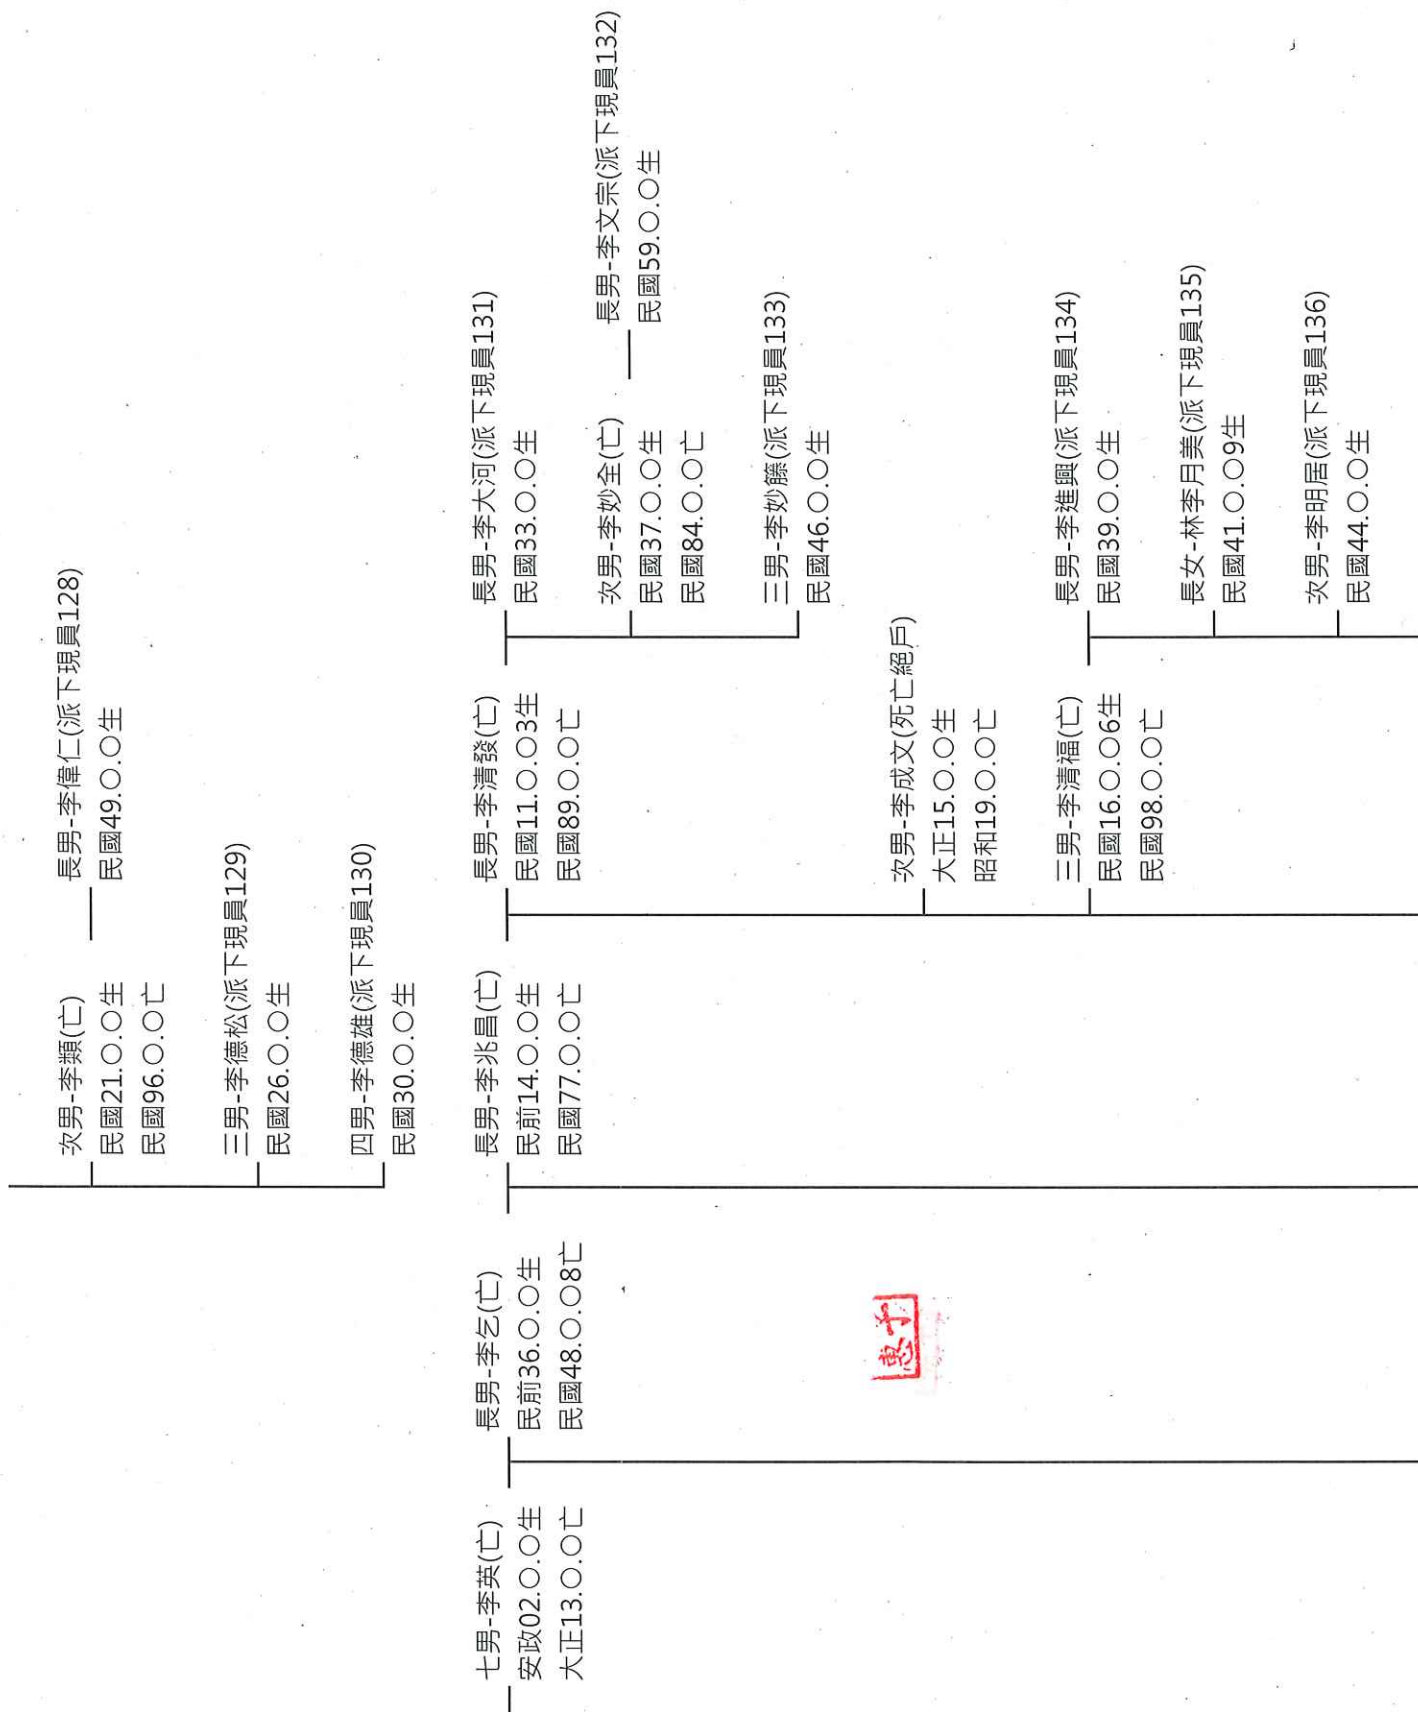 次男-李類(亡)
民國21.○.○生
民國96.○.○亡
長男-李偉仁(派下現員128)
民國49.○.○生
三男-李德松(派下現員129)
民國26.○.○生
四男-李德雄(派下現員130)
民國30.○.○生
七男-李英(亡)
安政02.○.○生
大正13.○.○亡
長男-李乞(亡)
民前36.○.○生
民國48.○.○8亡
長男-李兆昌(亡)
民前14.○.○生
民國77.○.○亡
長男-李清發(亡)
民國11.○.○3生
民國89.○.○亡
長男-李大河(派下現員131)
民國33.○.○生
次男-李妙全(亡)
民國37.○.○生
民國84.○.○亡
長男-李文宗(派下現員132)
民國59.○.○生
三男-李妙籐(派下現員133)
民國46.○.○生
次男-李成文(死亡絕戶)
大正15.○.○生
昭和19.○.○亡
三男-李清福(亡)
民國16.○.○6生
民國98.○.○亡
長男-李進興(派下現員134)
民國39.○.○生
長女-林李月美(派下現員135)
民國41.○.○9生
次男-李明居(派下現員136)
民國44.○.○生
惠予